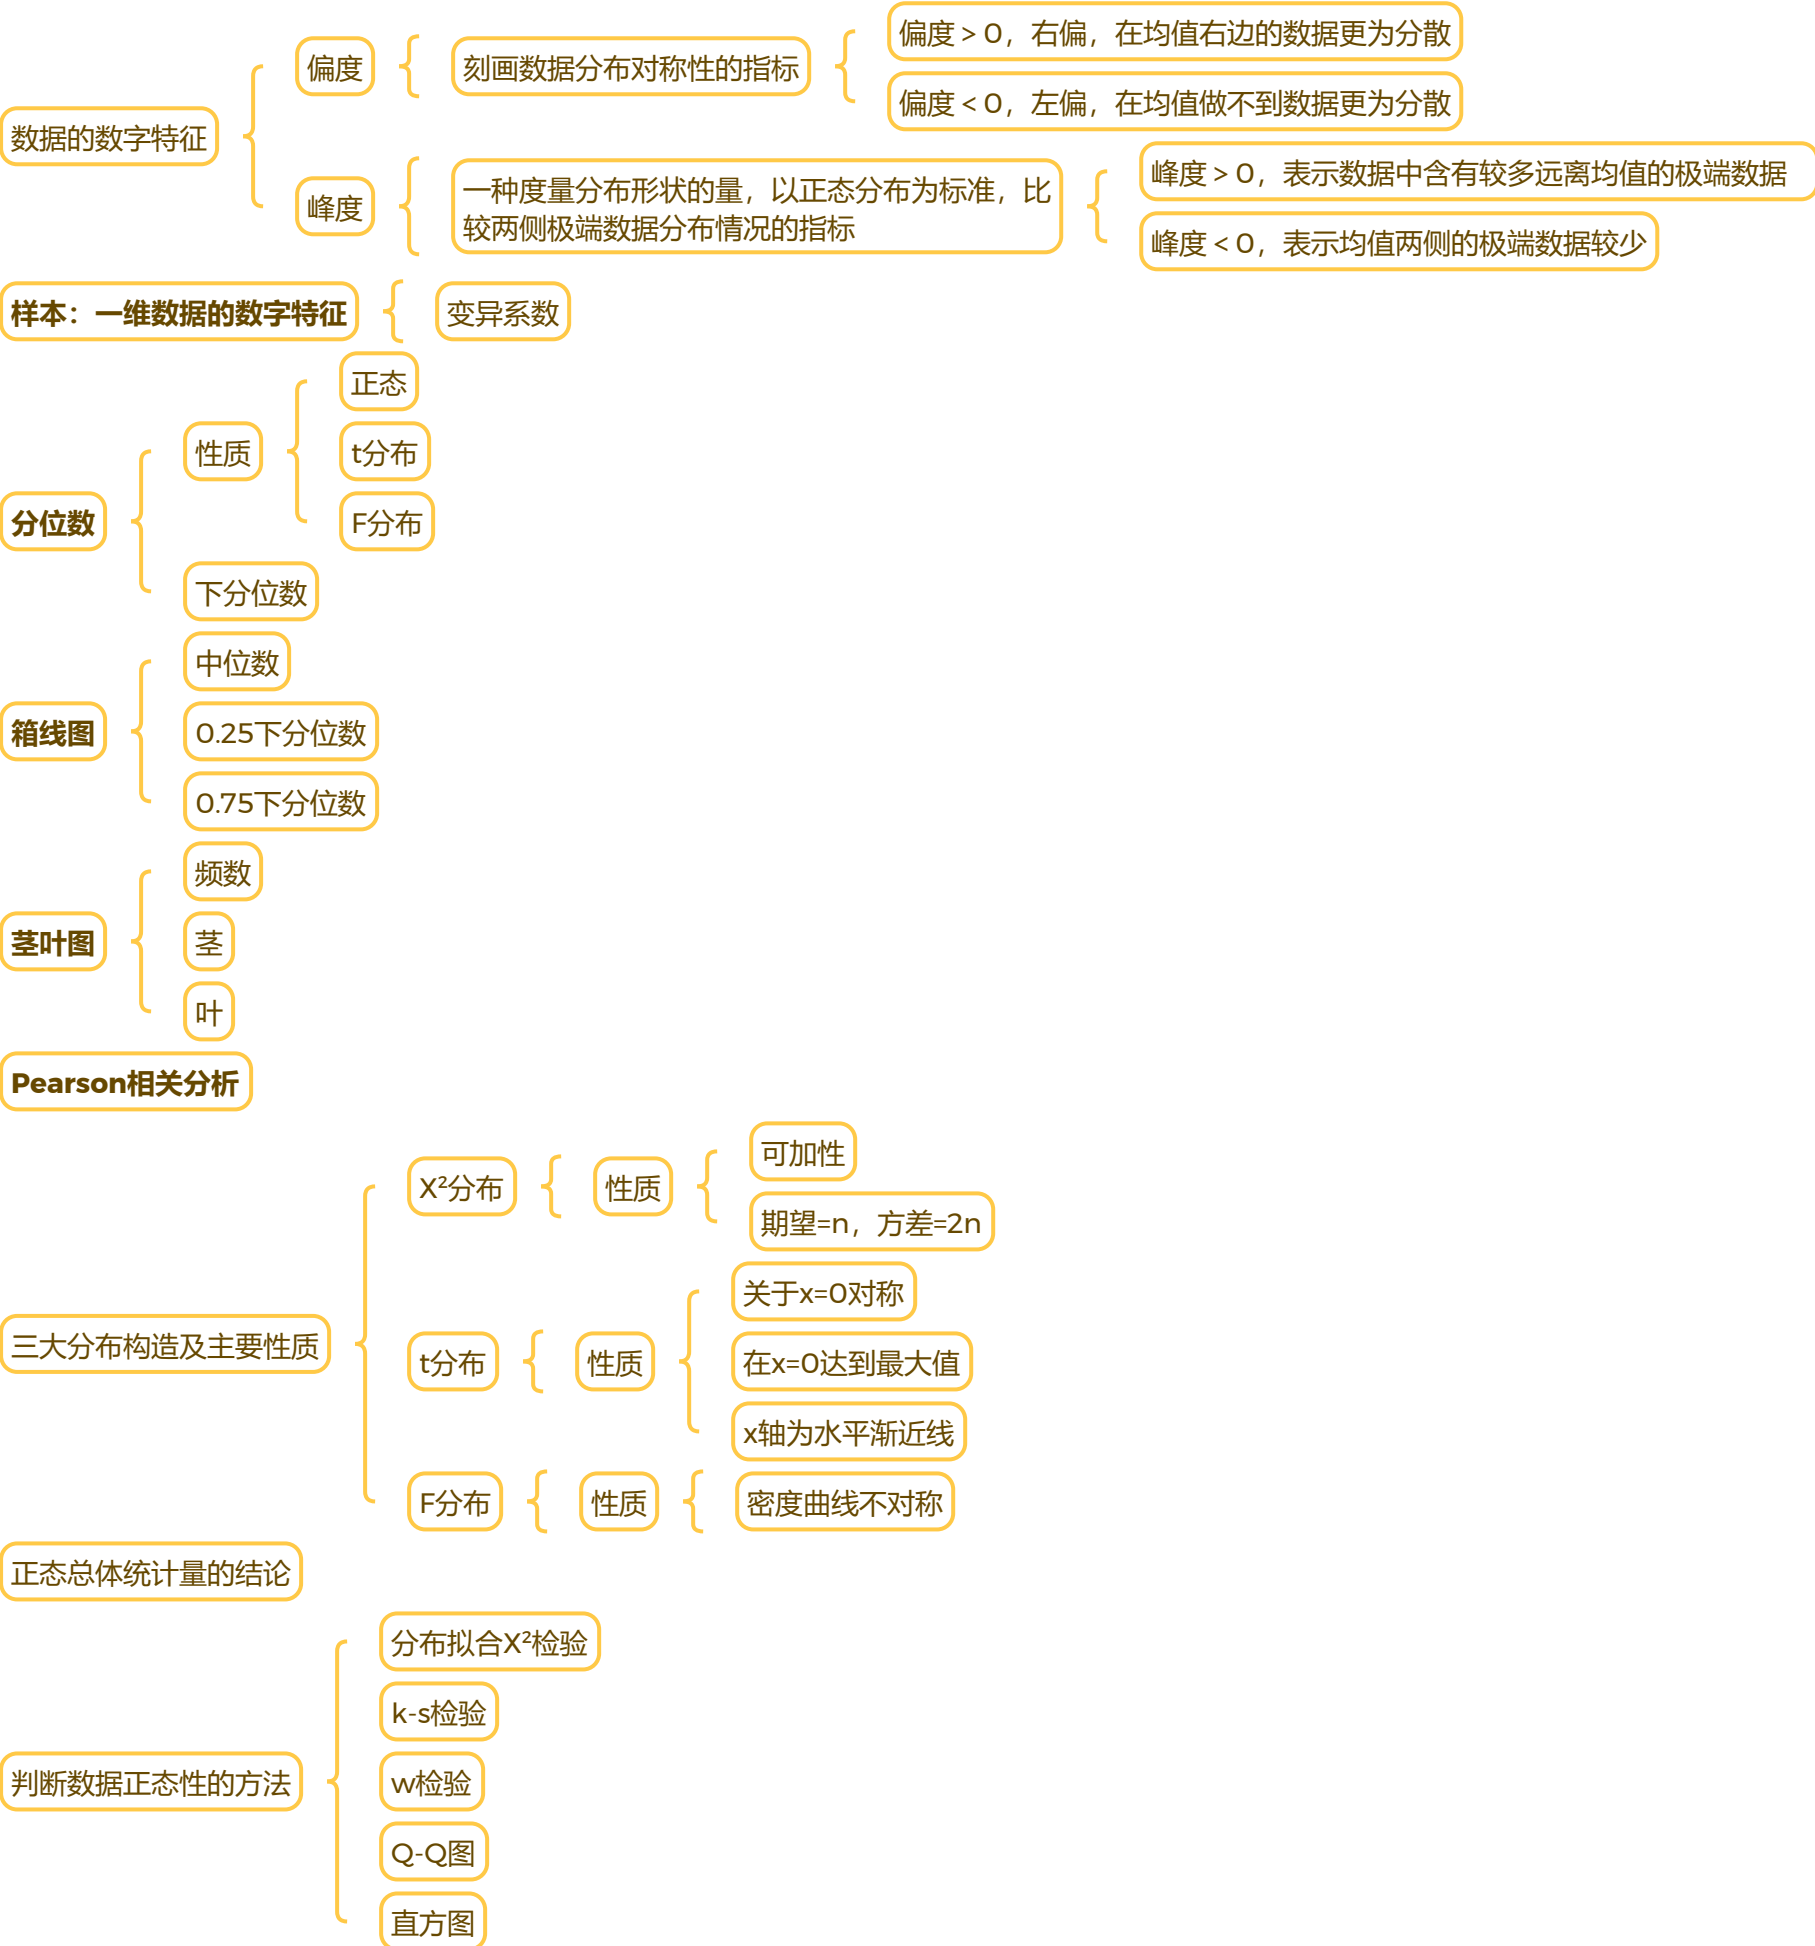 数据的数字特征
偏度
刻画数据分布对称性的指标
偏度 > 0，右偏，在均值右边的数据更为分散
偏度 < 0，左偏，在均值做不到数据更为分散
峰度
一种度量分布形状的量，以正态分布为标准，比
较两侧极端数据分布情况的指标
峰度 > 0，表示数据中含有较多远离均值的极端数据
峰度 < 0，表示均值两侧的极端数据较少
样本：一维数据的数字特征
变异系数
分位数
性质
正态
t分布
F分布
下分位数
箱线图
中位数
0.25下分位数
0.75下分位数
茎叶图
频数
茎
叶
Pearson相关分析
三大分布构造及主要性质
X²分布
性质
可加性
期望=n，方差=2n
t分布
性质
关于x=0对称
在x=0达到最大值
x轴为水平渐近线
F分布
性质
密度曲线不对称
正态总体统计量的结论
判断数据正态性的方法
分布拟合X²检验
k-s检验
w检验
Q-Q图
直方图